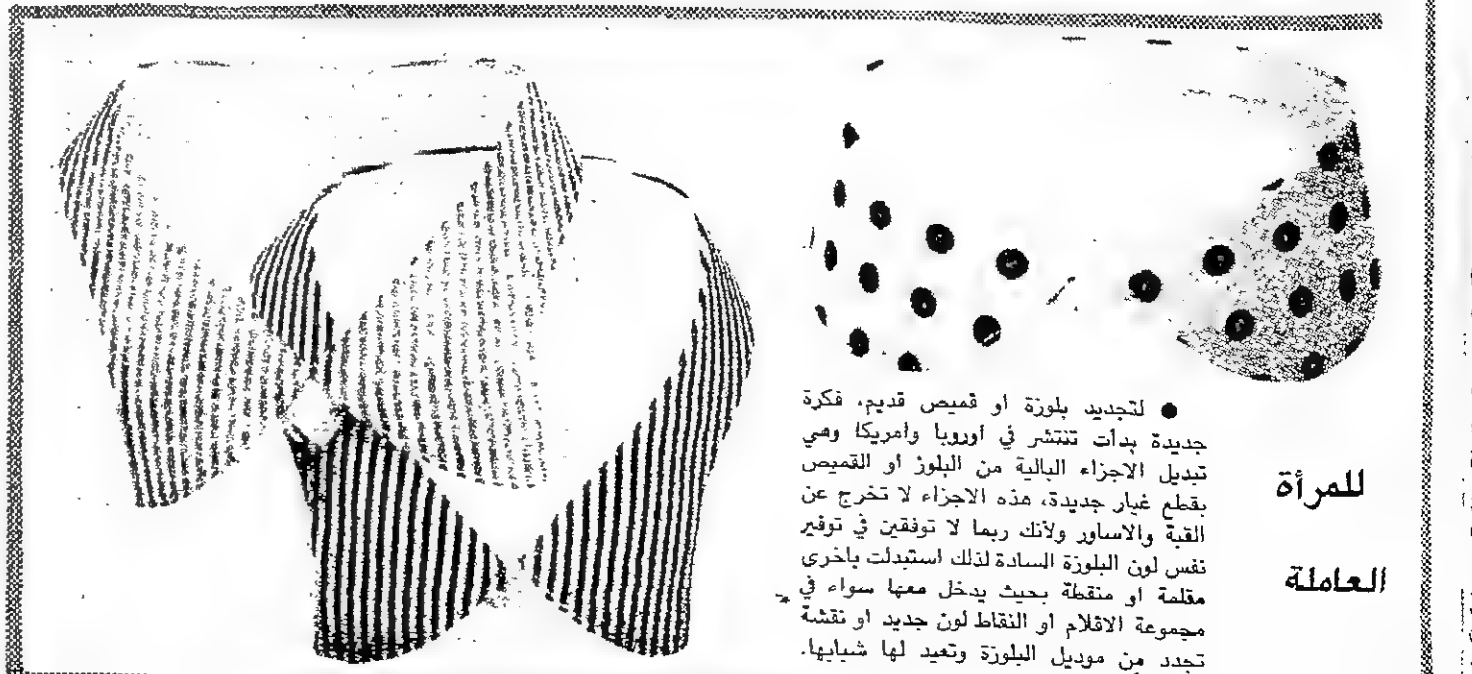 للمرأة
العاملة
● لتجديد بلوزة او قميص قديم، فكرة
جديدة بدأت تنتشر في اوروبا وامريكا وهي
تبديل الاجزاء البالية من البلوز او القميص
بقطع غيار جديدة، هذه الاجزاء لا تخرج عن
القبة والاساور ولأنك ربما لا توفقين في توفير
نفس لون البلوزة السادة لذلك استبدلت باخرى
مقلمة او منقطة بحيث يدخل معها سواء في
مجموعة الاقلام او النقاط لون جديد او نقشة
تجدد من موديل البلوزة وتعيد لها شبابها.